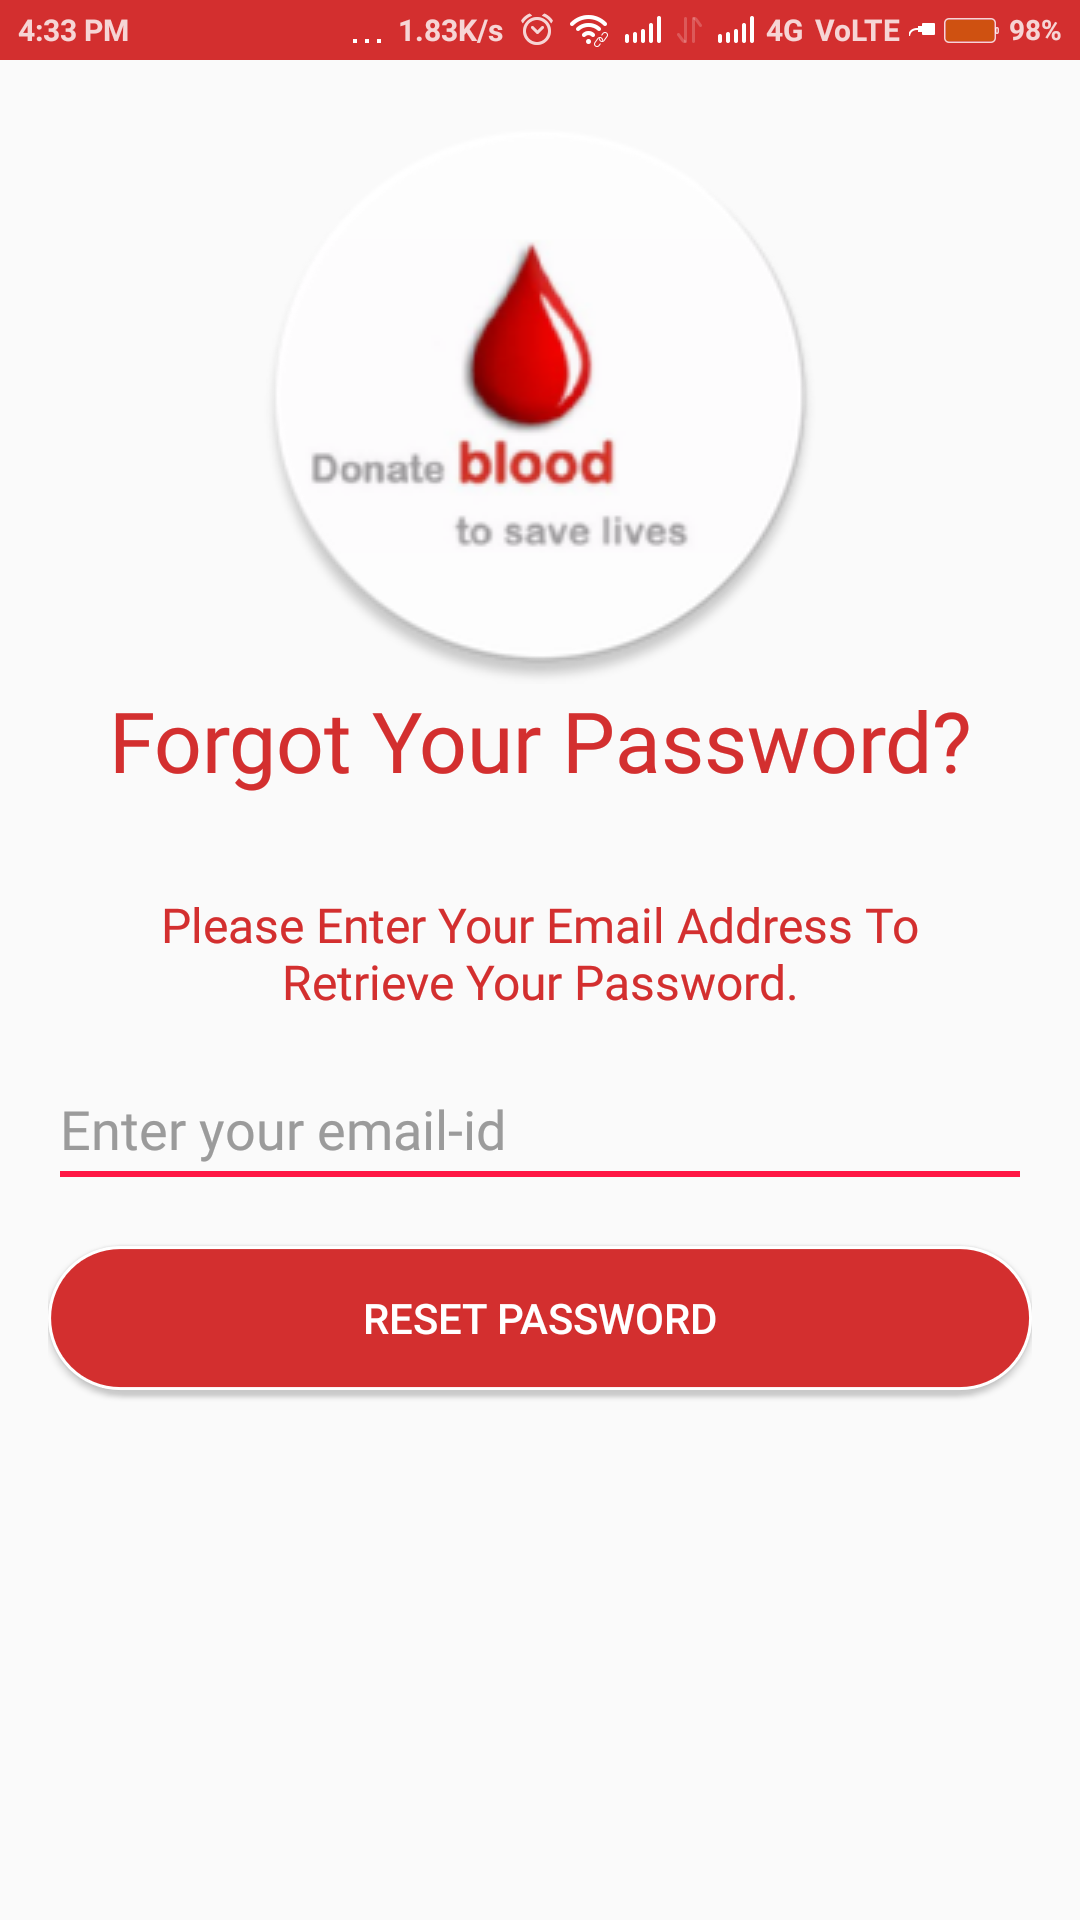 4:33 PM ... 1.83K/s 4G VoLTE 98%
Donate blood
to save lives
Forgot Your Password?
Please Enter Your Email Address To
Retrieve Your Password.
Enter your email-id
RESET PASSWORD